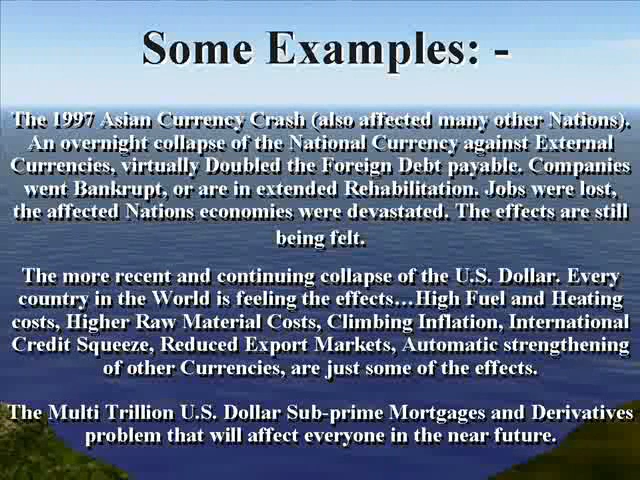 Some Examples: -
The 1997 Asian Currency Crash (also affected many other Nations).
An overnight collapse of the National Currency against External
Currencies, virtually Doubled the Foreign Debt payable. Companies
went Bankrupt, or are in extended Rehabilitation. Jobs were lost,
the affected Nations economies were devastated. The effects are still
being felt.
The more recent and continuing collapse of the U.S. Dollar. Every
country in the World is feeling the effects…High Fuel and Heating
costs, Higher Raw Material Costs, Climbing Inflation, International
Credit Squeeze, Reduced Export Markets, Automatic strengthening
of other Currencies, are just some of the effects.
The Multi Trillion U.S. Dollar Sub-prime Mortgages and Derivatives
problem that will affect everyone in the near future.